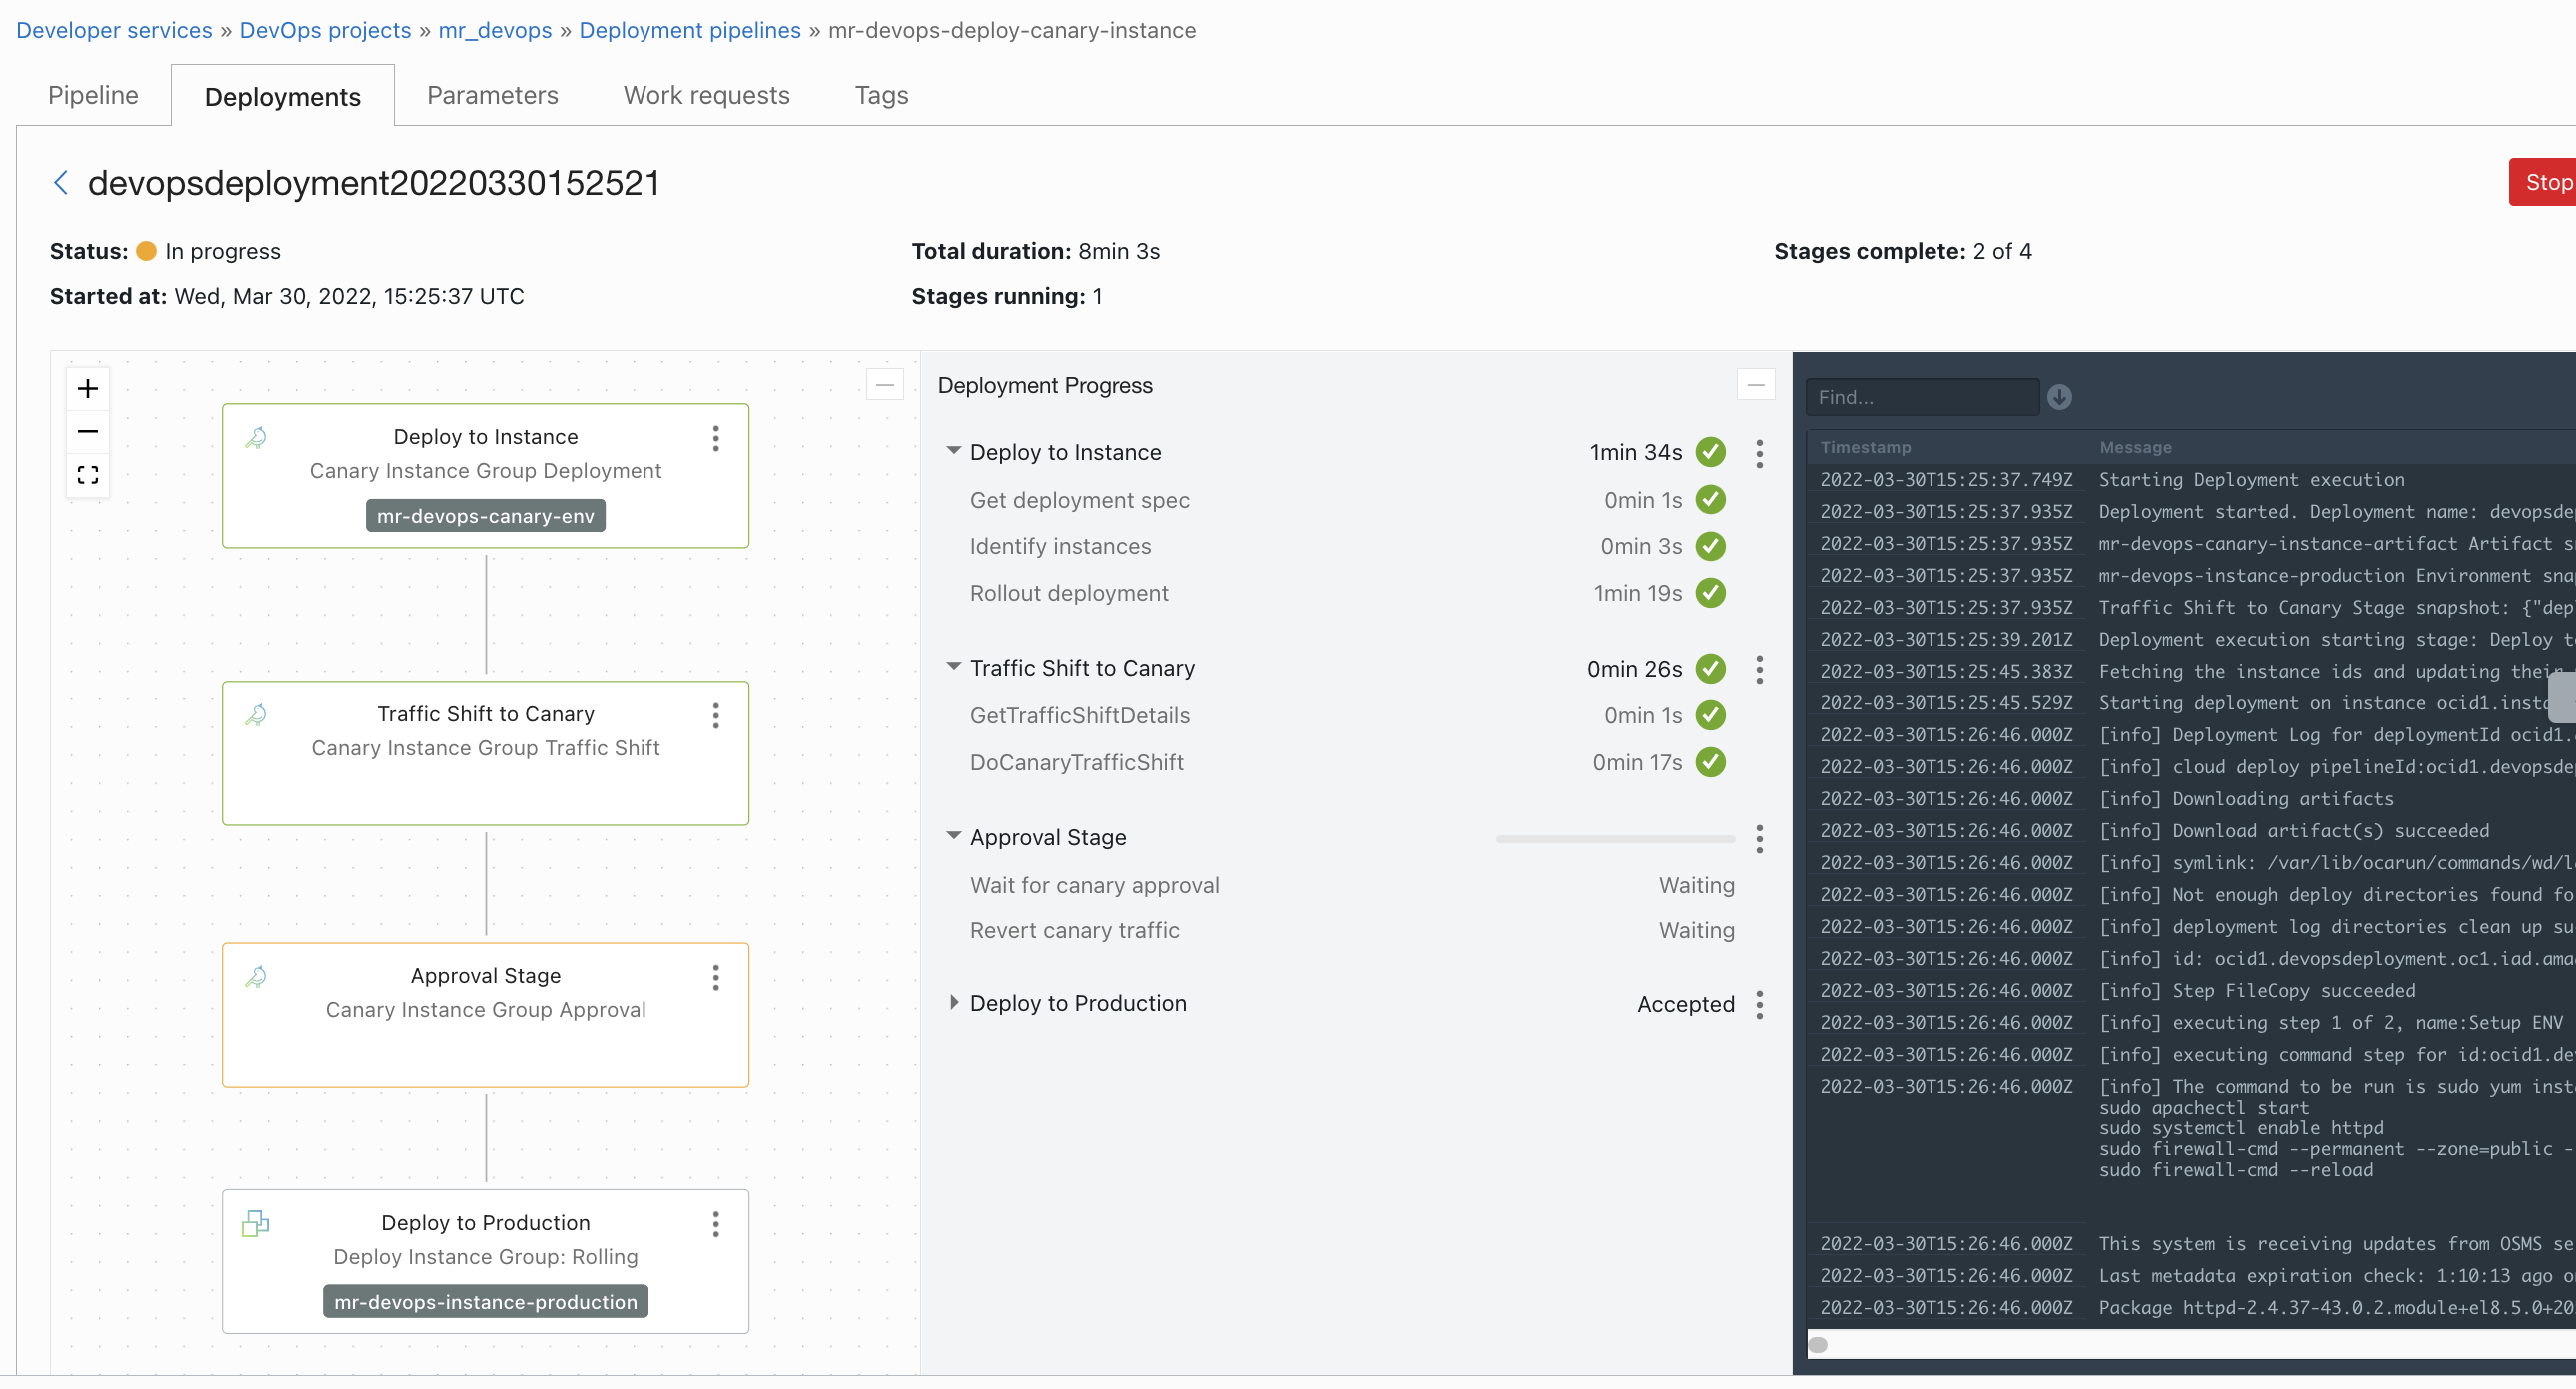 Developer services » DevOps projects » mr_devops » Deployment pipelines » mr-devops-deploy-canary-instance
Pipeline Deployments Parameters Work requests Tags
devopsdeployment20220330152521
Stop
Status: In progress Total duration: 8min 3s Stages complete: 2 of 4
Started at: Wed, Mar 30, 2022, 15:25:37 UTC Stages running: 1
Deploy to Instance
Canary Instance Group Deployment
mr-devops-canary-env
Traffic Shift to Canary
Canary Instance Group Traffic Shift
Approval Stage
Canary Instance Group Approval
Deploy to Production
Deploy Instance Group: Rolling
mr-devops-instance-production
Deployment Progress
Deploy to Instance 1min 34s
Get deployment spec 0min 1s
Identify instances 0min 3s
Rollout deployment 1min 19s
Traffic Shift to Canary 0min 26s
GetTrafficShiftDetails 0min 1s
DoCanaryTrafficShift 0min 17s
Approval Stage
Wait for canary approval Waiting
Revert canary traffic Waiting
Deploy to Production Accepted
Find...
Timestamp Message
2022-03-30T15:25:37.749Z Starting Deployment execution
2022-03-30T15:25:37.935Z Deployment started. Deployment name: devopsde
2022-03-30T15:25:37.935Z mr-devops-canary-instance-artifact Artifact s
2022-03-30T15:25:37.935Z mr-devops-instance-production Environment sna
2022-03-30T15:25:37.935Z Traffic Shift to Canary Stage snapshot: {"dep
2022-03-30T15:25:39.201Z Deployment execution starting stage: Deploy t
2022-03-30T15:25:45.383Z Fetching the instance ids and updating their
2022-03-30T15:25:45.529Z Starting deployment on instance ocid1.inst
2022-03-30T15:26:46.000Z [info] Deployment Log for deploymentId ocid1.
2022-03-30T15:26:46.000Z [info] cloud deploy pipelineId:ocid1.devopsde
2022-03-30T15:26:46.000Z [info] Downloading artifacts
2022-03-30T15:26:46.000Z [info] Download artifact(s) succeeded
2022-03-30T15:26:46.000Z [info] symlink: /var/lib/ocarun/commands/wd/l
2022-03-30T15:26:46.000Z [info] Not enough deploy directories found fo
2022-03-30T15:26:46.000Z [info] deployment log directories clean up su
2022-03-30T15:26:46.000Z [info] id: ocid1.devopsdeployment.oc1.iad.ama
2022-03-30T15:26:46.000Z [info] Step FileCopy succeeded
2022-03-30T15:26:46.000Z [info] executing step 1 of 2, name:Setup ENV
2022-03-30T15:26:46.000Z [info] executing command step for id:ocid1.de
2022-03-30T15:26:46.000Z [info] The command to be run is sudo yum inst
sudo apachectl start
sudo systemctl enable httpd
sudo firewall-cmd --permanent --zone=public -
sudo firewall-cmd --reload
2022-03-30T15:26:46.000Z This system is receiving updates from OSMS se
2022-03-30T15:26:46.000Z Last metadata expiration check: 1:10:13 ago o
2022-03-30T15:26:46.000Z Package httpd-2.4.37-43.0.2.module+el8.5.0+20